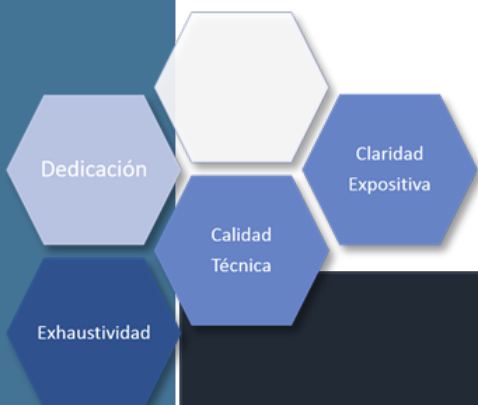 Dedicación
Claridad
Expositiva
Calidad
Técnica
Exhaustividad